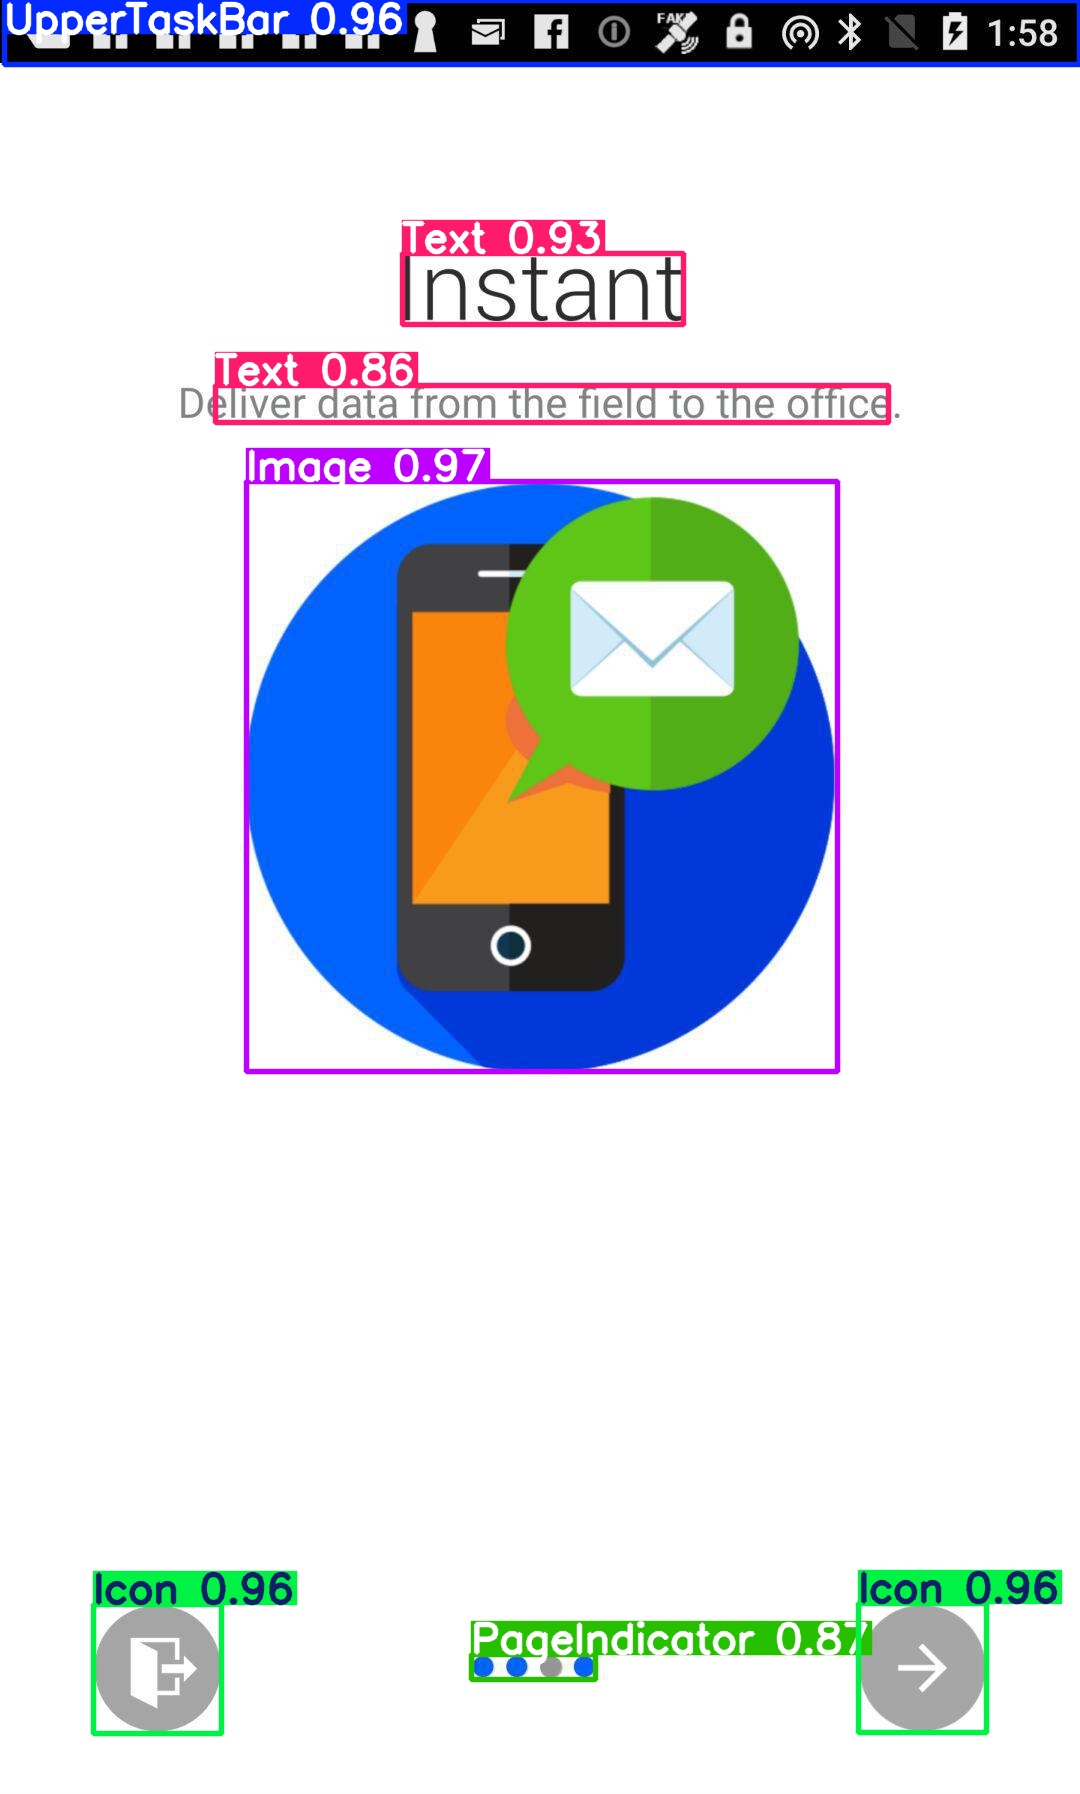 UpperTaskBar 0.96
FAKE
1:58
Text 0.93
Instant
Text 0.86
Deliver data from the field to the office.
Image 0.97
Icon 0.96
Icon 0.96
PageIndicator 0.87